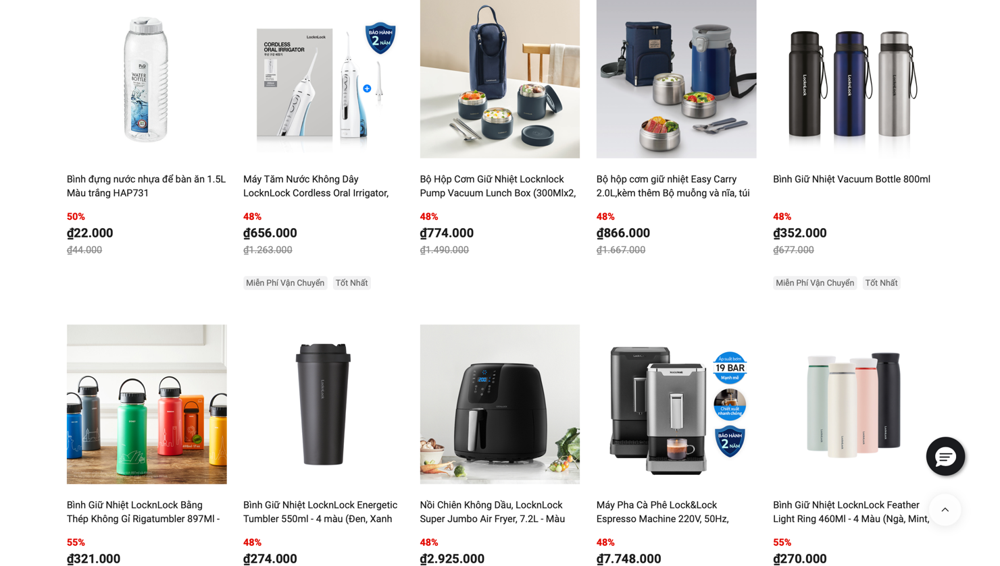 P&Q
WATER
BOTTLE
LocknLock
CORDLESS
ORAL IRRIGATOR
BẢO HÀNH
2 NĂM
LocknLock
LocknLock
LocknLock
Bình đựng nước nhựa để bàn ăn 1.5L
Màu trắng HAP731
50%
₫22.000
₫44.000
Máy Tăm Nước Không Dây
LocknLock Cordless Oral Irrigator,
48%
₫656.000
₫1.263.000
Miễn Phí Vận Chuyển
Tốt Nhất
Bộ Hộp Cơm Giữ Nhiệt Locknlock
Pump Vacuum Lunch Box (300Mlx2,
48%
₫774.000
₫1.490.000
Bộ hộp cơm giữ nhiệt Easy Carry
2.0L,kèm thêm Bộ muỗng và nĩa, túi
48%
₫866.000
₫1.667.000
Bình Giữ Nhiệt Vacuum Bottle 800ml
48%
₫352.000
₫677.000
Miễn Phí Vận Chuyển
Tốt Nhất
LocknLock
200
Áp suất bơm
19 BAR
Mạnh mẽ
Chiết xuất
nhanh chóng
BẢO HÀNH
2 NĂM
Bình Giữ Nhiệt LocknLock Bằng
Thép Không Gỉ Rigatumbler 897Ml -
55%
₫321.000
Bình Giữ Nhiệt LocknLock Energetic
Tumbler 550ml - 4 màu (Đen, Xanh
48%
₫274.000
Nồi Chiên Không Dầu, LocknLock
Super Jumbo Air Fryer, 7.2L - Màu
48%
₫2.925.000
Máy Pha Cà Phê Lock&Lock
Espresso Machine 220V, 50Hz,
48%
₫7.748.000
Bình Giữ Nhiệt LocknLock Feather
Light Ring 460Ml - 4 Màu (Ngà, Mint,
55%
₫270.000